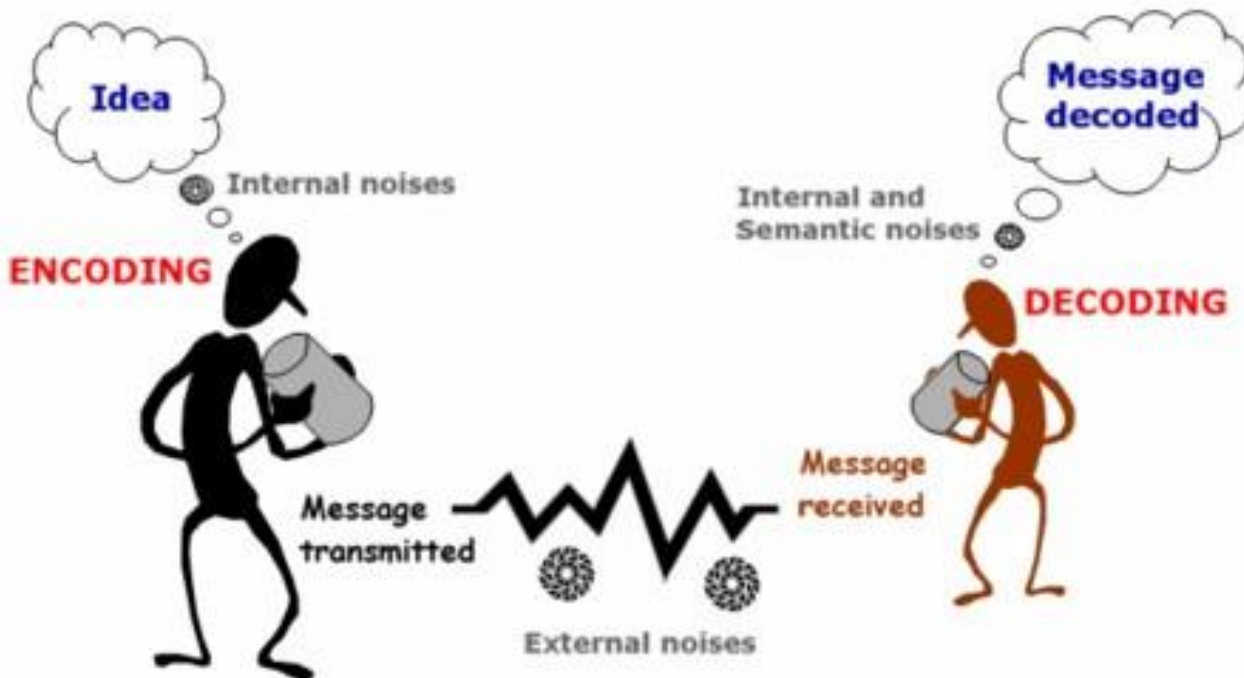 Idea
Message
decoded
Internal noises
Internal and
Semantic noises
ENCODING
DECODING
Message
received
Message
transmitted
External noises